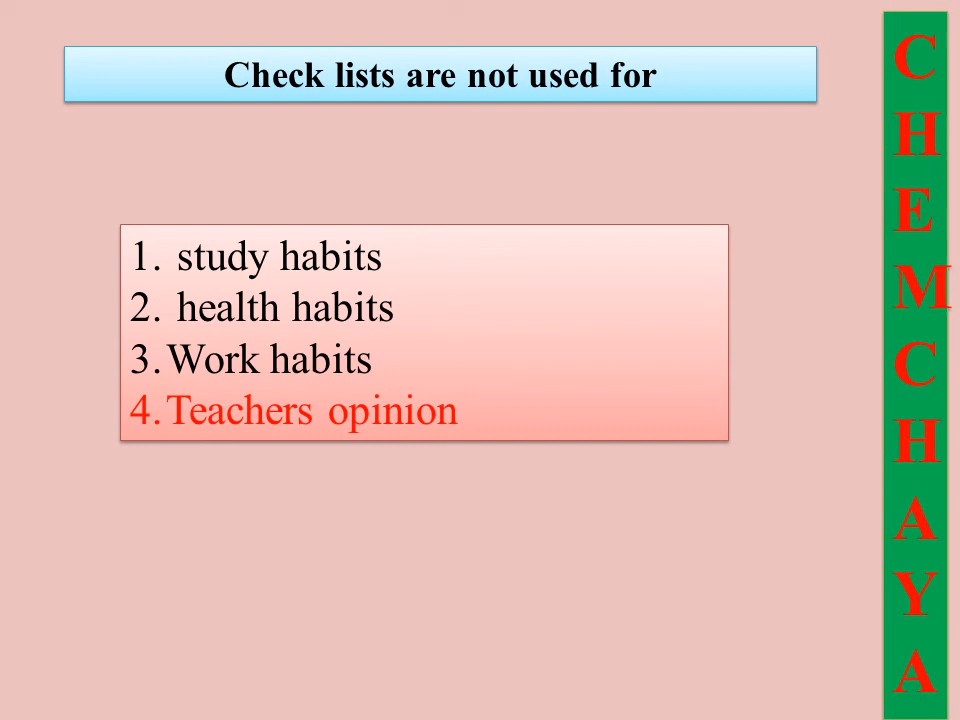 Check lists are not used for
1. study habits
2. health habits
3. Work habits
4. Teachers opinion
C
H
E
M
C
H
A
Y
A